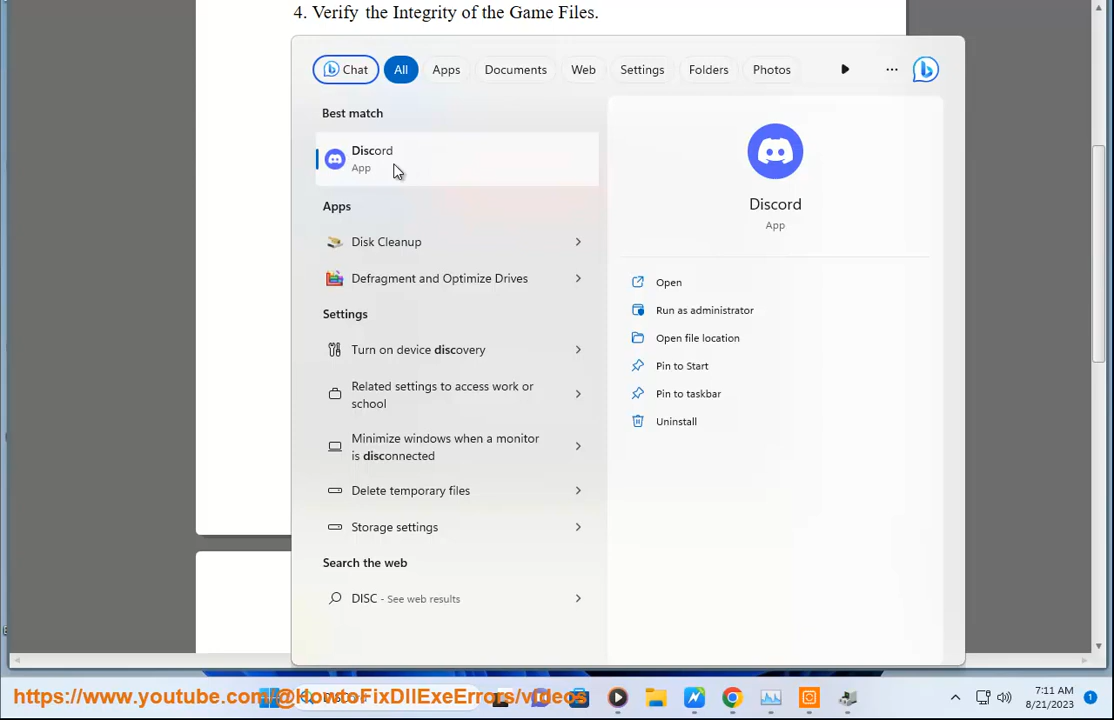 4. Verify the Integrity of the Game Files.
Chat
All
Apps
Documents
Web
Settings
Folders
Photos
Best match
Discord
App
Apps
Disk Cleanup
Defragment and Optimize Drives
Settings
Turn on device discovery
Related settings to access work or
school
Minimize windows when a monitor
is disconnected
Delete temporary files
Storage settings
Search the web
DISC - See web results
Discord
App
Open
Run as administrator
Open file location
Pin to Start
Pin to taskbar
Uninstall
https://www.youtube.com/@HowtoFixDllExeErrors/videos
7:11 AM
8/21/2023
1